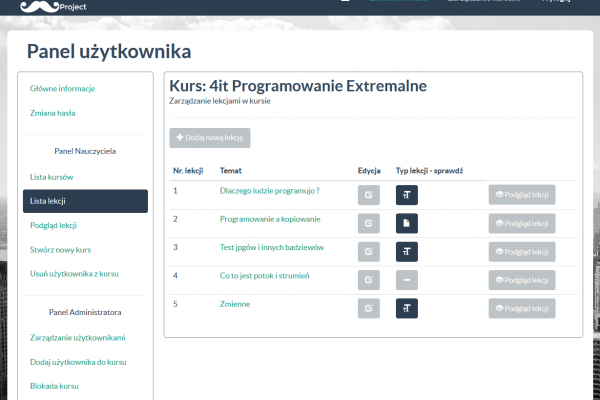 Project
Panel użytkownika
Główne informacje
Zmiana hasła
Panel Nauczyciela
Lista kursów
Lista lekcji
Podgląd lekcji
Stwórz nowy kurs
Usuń użytkownika z kursu
Panel Administratora
Zarządzanie użytkownikami
Dodaj użytkownika do kursu
Blokada kursu
Kurs: 4it Programowanie Extremalne
Zarządzanie lekcjami w kursie
Dodaj nową lekcję
Nr. lekcji Temat Edycja Typ lekcji - sprawdź
1 Dlaczego ludzie programujo ? Podgląd lekcji
2 Programowanie a kopiowanie Podgląd lekcji
3 Test jpgów i innych badziewów Podgląd lekcji
4 Co to jest potok i strumień Podgląd lekcji
5 Zmienne Podgląd lekcji